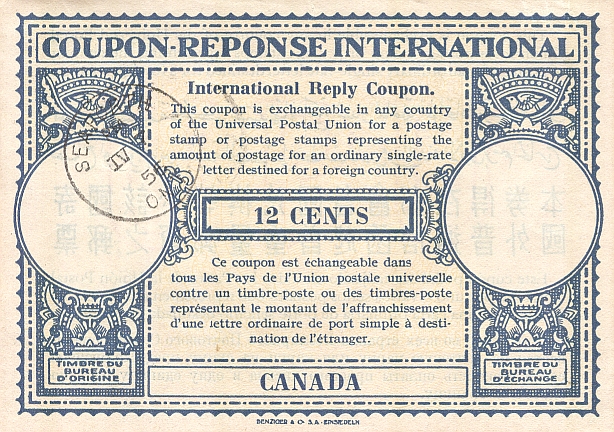 COUPON-REPONSE INTERNATIONAL
International Reply Coupon.
This coupon is exchangeable in any country
of the Universal Postal Union for a postage
stamp or postage stamps representing the
amount of postage for an ordinary single-rate
letter destined for a foreign country.
12 CENTS
Ce coupon est échangeable dans
tous les Pays de l'Union postale universelle
contre un timbre-poste ou des timbres-poste
représentant le montant de l'affranchissement
d'une lettre ordinaire de port simple à desti-
nation de l'étranger.
TIMBRE DU
BUREAU
D'ORIGINE
CANADA
TIMBRE DU
BUREAU
D'ÉCHANGE
BENZIGER & Co S.A. EINSIEDELN